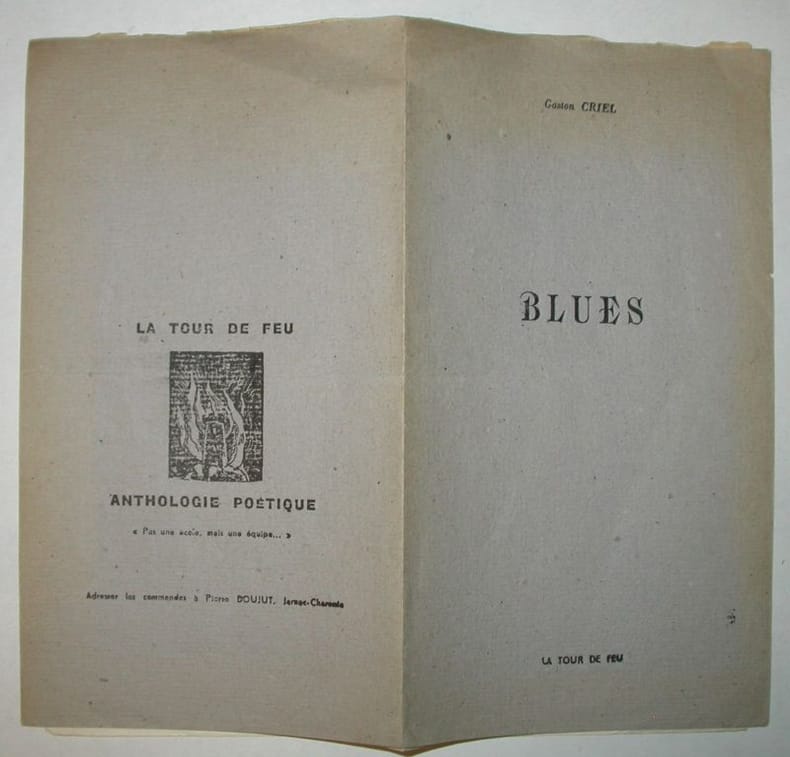 LA TOUR DE FEU
ANTHOLOGIE POÉTIQUE
« Pas une école, mais une équipe... »
Adresser les commandes à Pierre BOUJUT, Jarnac-Charente
Gaston CRIEL
BLUES
LA TOUR DE FEU